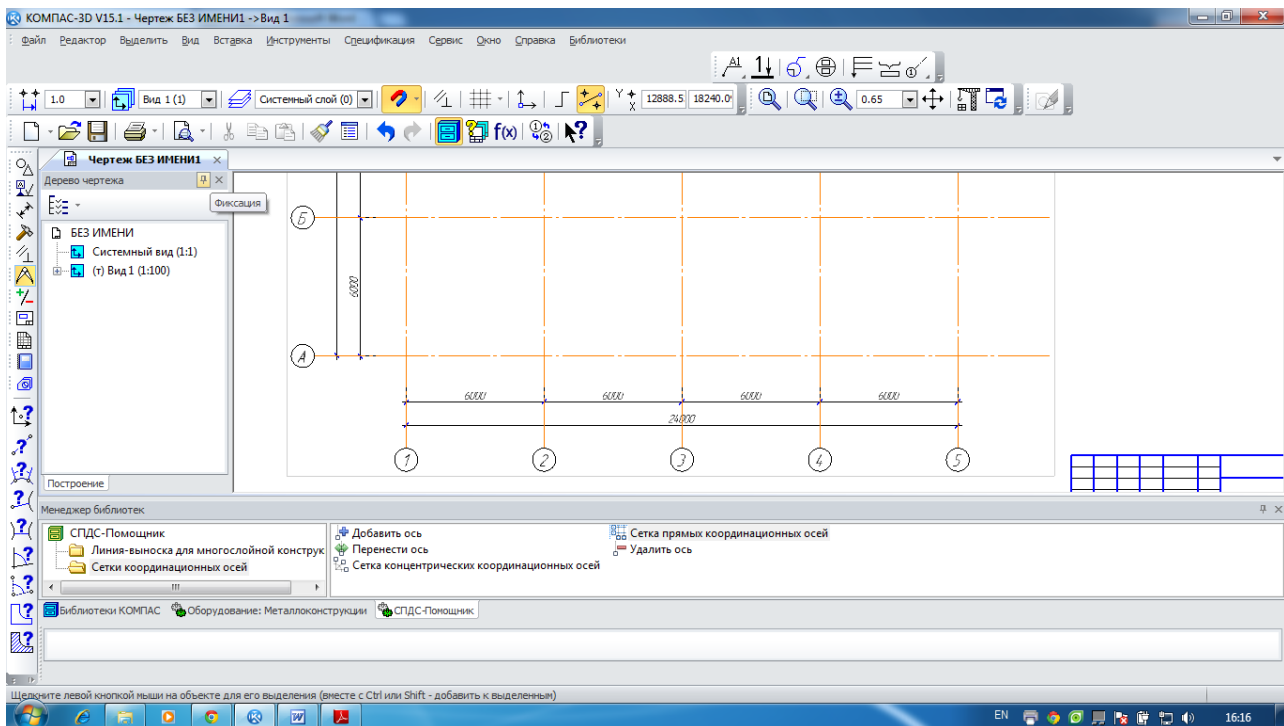 КОМПАС-3D V15.1 - Чертеж БЕЗ ИМЕНИ1 ->Вид 1
Файл Редактор Выделить Вид Вставка Инструменты Спецификация Сервис Окно Справка Библиотеки
1.0 Вид 1 (1) Системный слой (0) 12888.5 18240.0 0.65
f(x)
Чертеж БЕЗ ИМЕНИ1
Дерево чертежа
Фиксация
БЕЗ ИМЕНИ
Системный вид (1:1)
(т) Вид 1 (1:100)
Построение
Б
6000
А
6000 6000 6000 6000
24000
1 2 3 4 5
Менеджер библиотек
СПДС-Помощник
Линия-выноска для многослойной конструк
Сетки координационных осей
Добавить ось
Перенести ось
Сетка концентрических координационных осей
Сетка прямых координационных осей
Удалить ось
Библиотеки КОМПАС Оборудование: Металлоконструкции СПДС-Помощник
Щелкните левой кнопкой мыши на объекте для его выделения (вместе с Ctrl или Shift - добавить к выделенным)
EN 16:16